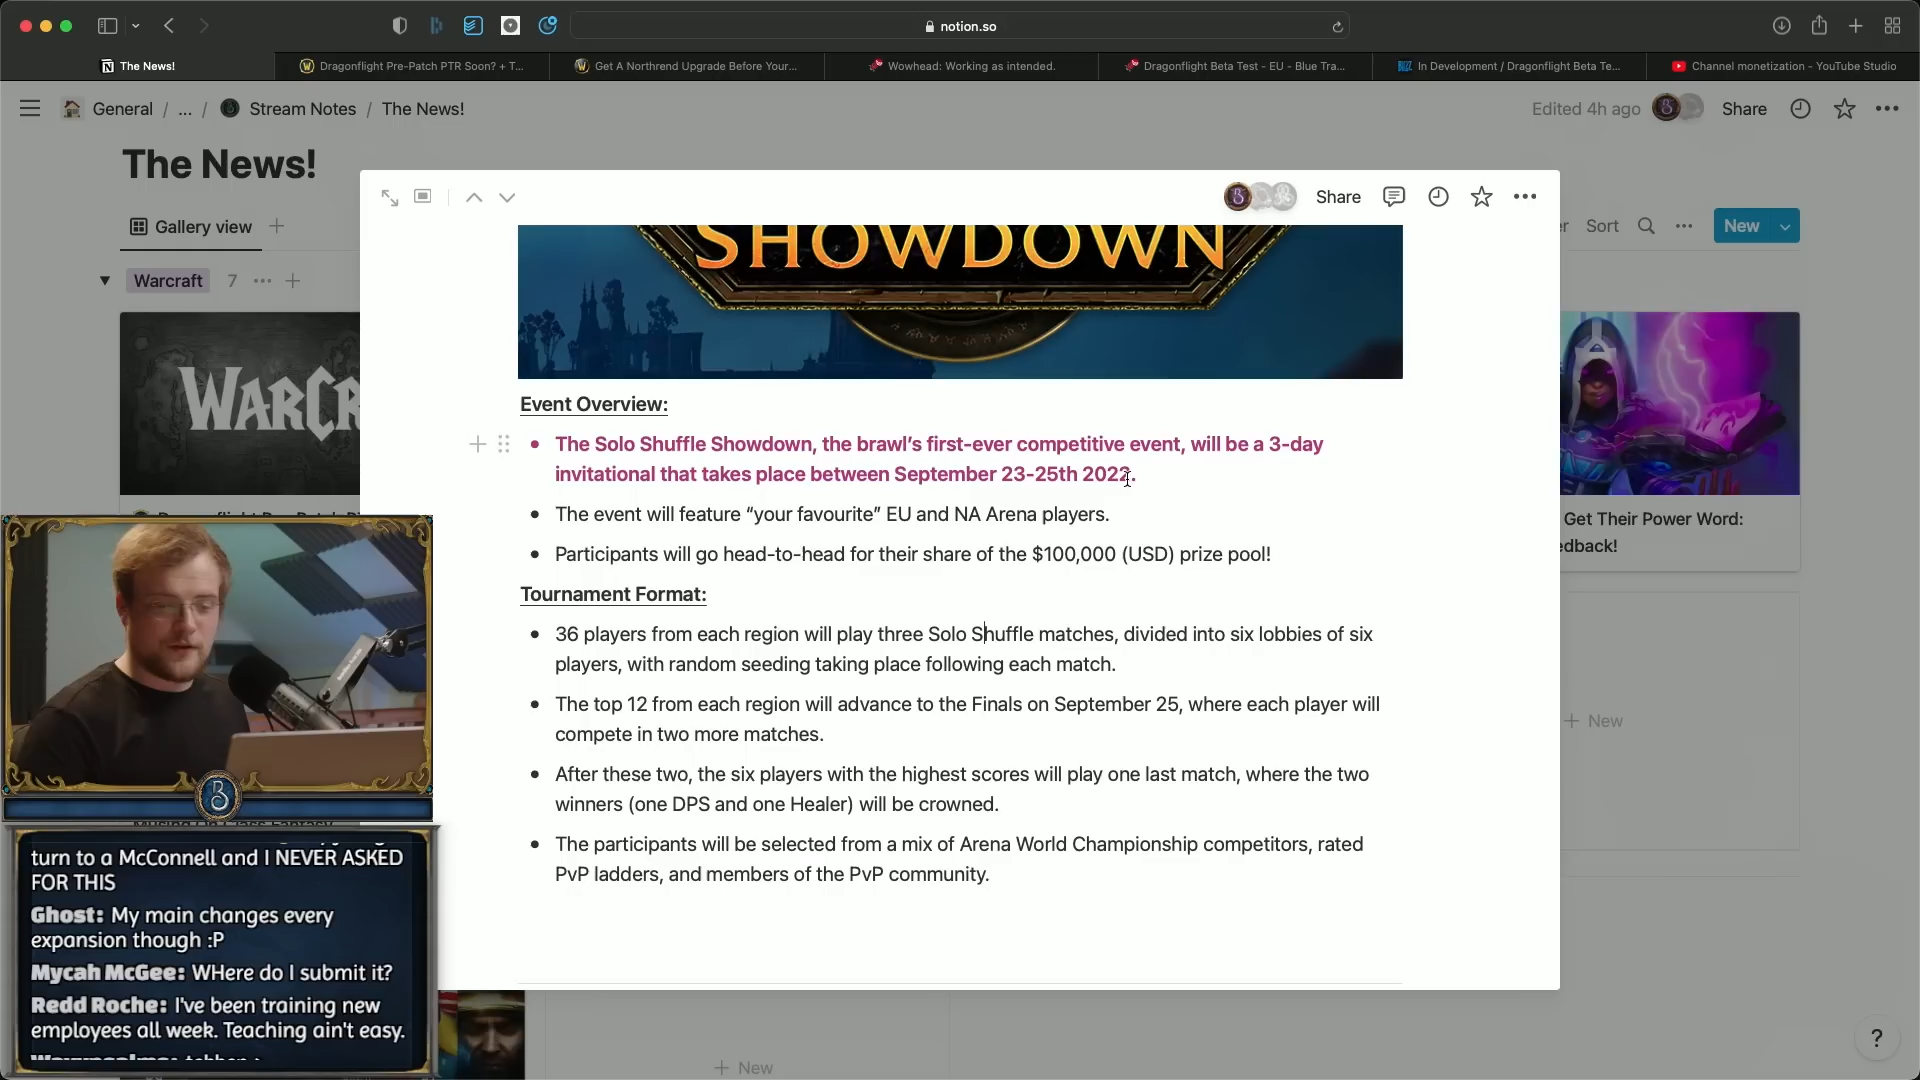 notion.so
The News!
Dragonflight Pre-Patch PTR Soon? + T...
Get A Northrend Upgrade Before Your...
Wowhead: Working as intended.
Dragonflight Beta Test - EU - Blue Tra...
In Development / Dragonflight Beta Te...
Channel monetization - YouTube Studio
General / ... / Stream Notes / The News!
Edited 4h ago
Share
The News!
Gallery view
Sort
New
Warcraft 7
WARCR
Share
SHOWDOWN
Event Overview:
The Solo Shuffle Showdown, the brawl’s first-ever competitive event, will be a 3-day
invitational that takes place between September 23-25th 2022.
The event will feature “your favourite” EU and NA Arena players.
Participants will go head-to-head for their share of the $100,000 (USD) prize pool!
Tournament Format:
36 players from each region will play three Solo Shuffle matches, divided into six lobbies of six
players, with random seeding taking place following each match.
The top 12 from each region will advance to the Finals on September 25, where each player will
compete in two more matches.
After these two, the six players with the highest scores will play one last match, where the two
winners (one DPS and one Healer) will be crowned.
The participants will be selected from a mix of Arena World Championship competitors, rated
PvP ladders, and members of the PvP community.
Get Their Power Word:
edback!
+ New
+ New
?
turn to a McConnell and I NEVER ASKED
FOR THIS
Ghost: My main changes every
expansion though :P
Mycah McGee: WHere do I submit it?
Redd Roche: I've been training new
employees all week. Teaching ain't easy.